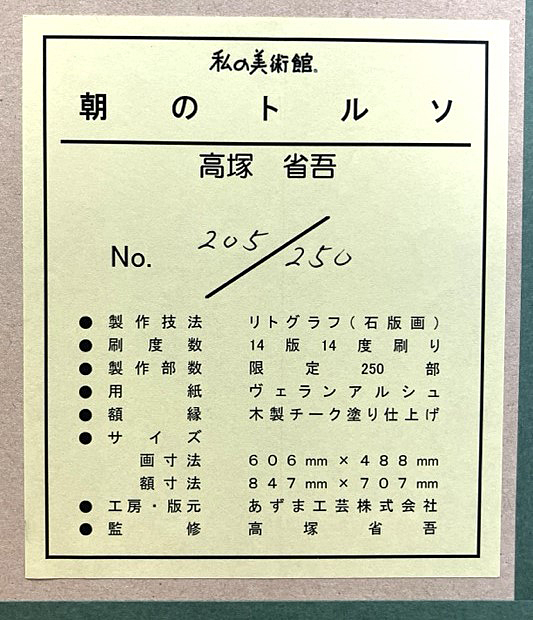 私の美術館。
朝のトルソ
高塚 省吾
No. 205/250
● 製作技法 リトグラフ(石版画)
● 刷度数 14版14度刷り
● 製作部数 限定250部
● 用紙 ヴェランアルシュ
● 額縁 木製チーク塗り仕上げ
● サイズ
画寸法 606mm×488mm
額寸法 847mm×707mm
● 工房・版元 あずま工芸株式会社
● 監修 高塚省吾